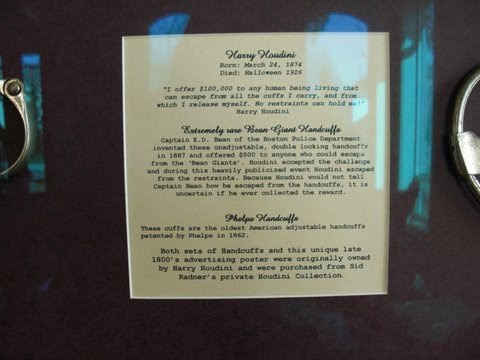 Harry Houdini
Born: March 24, 1874
Died: Halloween 1926
"I offer $100,000 to any human being living that
can escape from all the cuffs I carry, and from
which I release myself. No restraints can hold me!"
Harry Houdini
Extremely rare Bean Giant Handcuffs
Captain E.D. Bean of the Boston Police Department
invented these unadjustable, double locking handcuffs
in 1887 and offered $500 to anyone who could escape
from the 'Bean Giants'. Houdini accepted the challenge
and during this heavily publicized event Houdini escaped
from the restraints. Because Houdini would not tell
Captain Bean how he escaped from the handcuffs, it is
uncertain if he ever collected the reward.
Phelps Handcuffs
These cuffs are the oldest American adjustable handcuffs
patented by Phelps in 1862.
Both sets of Handcuffs and this unique late
1800's advertising poster were originally owned
by Harry Houdini and were purchased from Sid
Radner's private Houdini Collection.